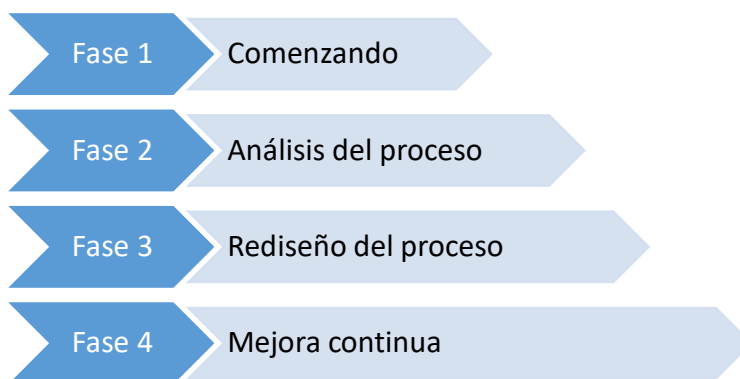 Fase 1 Comenzando
Fase 2 Análisis del proceso
Fase 3 Rediseño del proceso
Fase 4 Mejora continua